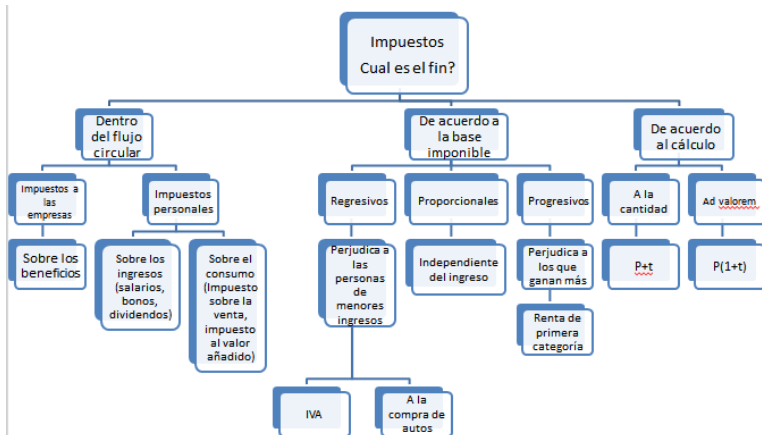 Impuestos
Cual es el fin?
Dentro
del flujo
circular
De acuerdo a
la base
imponible
De acuerdo
al cálculo
Impuestos a
las
empresas
Impuestos
personales
Regresivos
Proporcionales
Progresivos
A la
cantidad
Ad valorem
Sobre los
beneficios
Sobre los
ingresos
(salarios,
bonos,
dividendos)
Sobre el
consumo
(Impuesto
sobre la
venta,
impuesto
al valor
añadido)
Perjudica a
a las
personas
de
menores
ingresos
Independiente
del ingreso
Perjudica a
los que
ganan más
P+t
P(1+t)
Renta de
primera
categoría
IVA
A la
compra de
autos